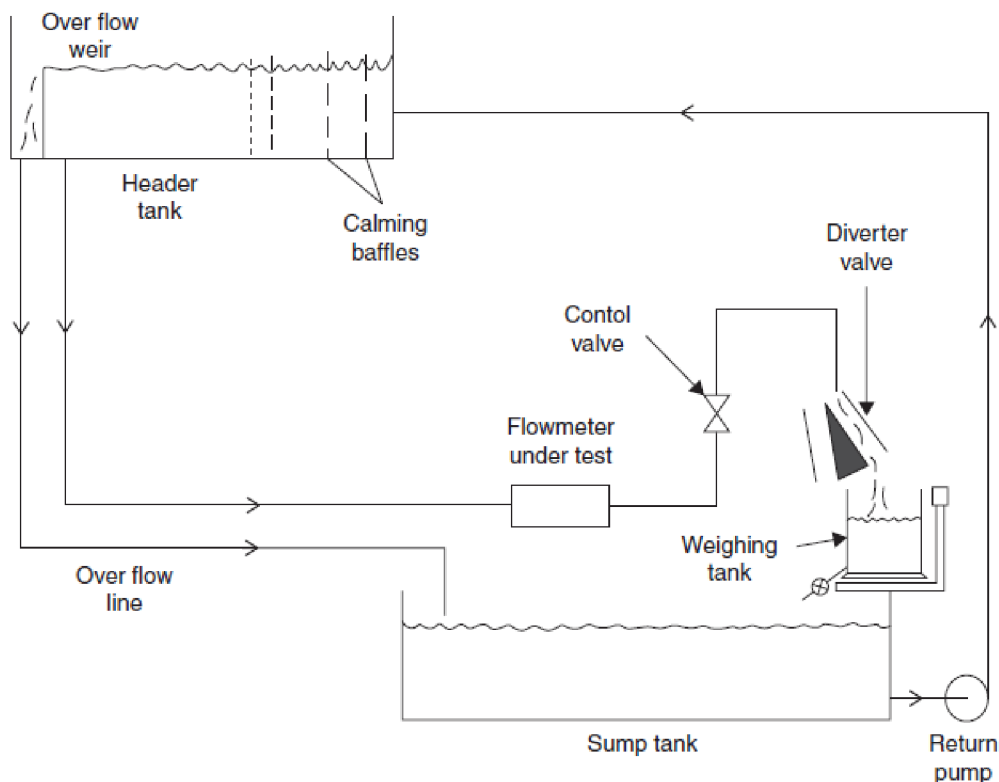 Over flow
weir
Header
tank
Calming
baffles
Diverter
valve
Contol
valve
Flowmeter
under test
Weighing
tank
Over flow
line
Sump tank
Return
pump